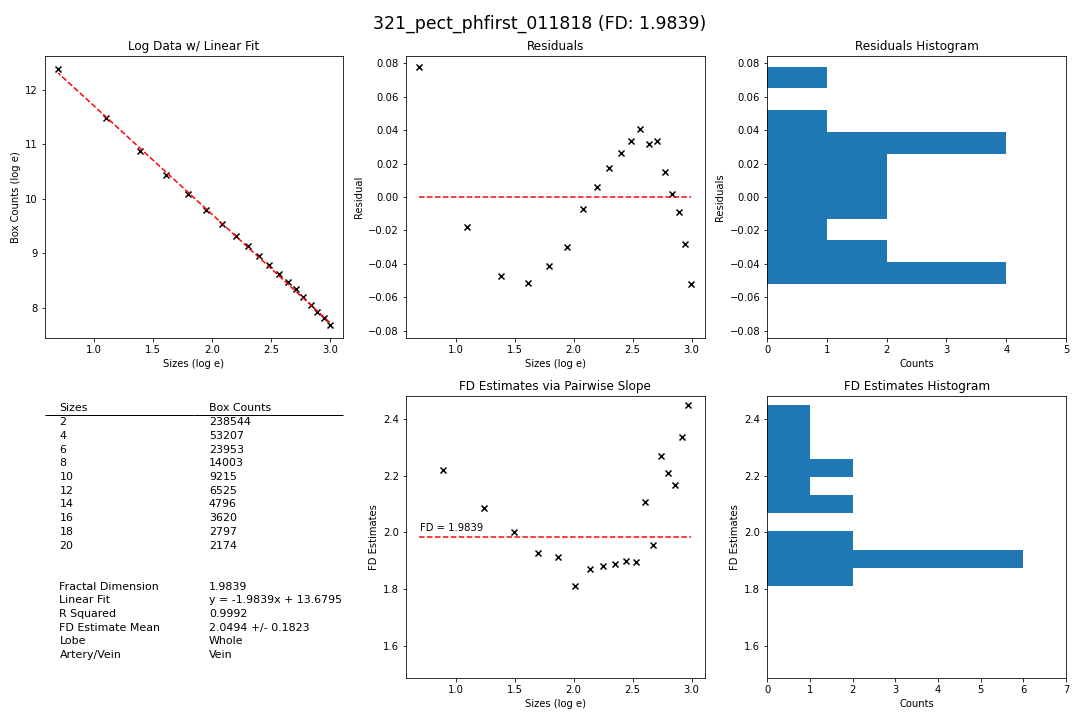 321_pect_phfirst_011818 (FD: 1.9839)
Log Data w/ Linear Fit
Box Counts (log e)
12
11
10
9
8
1.0 1.5 2.0 2.5 3.0
Sizes (log e)
Residuals
Residual
0.08
0.06
0.04
0.02
0.00
−0.02
−0.04
−0.06
−0.08
1.0 1.5 2.0 2.5 3.0
Sizes (log e)
Residuals Histogram
Residuals
0.08
0.06
0.04
0.02
0.00
−0.02
−0.04
−0.06
−0.08
0 1 2 3 4 5
Counts
Sizes Box Counts
2 238544
4 53207
6 23953
8 14003
10 9215
12 6525
14 4796
16 3620
18 2797
20 2174
Fractal Dimension 1.9839
Linear Fit y = -1.9839x + 13.6795
R Squared 0.9992
FD Estimate Mean 2.0494 +/- 0.1823
Lobe Whole
Artery/Vein Vein
FD Estimates via Pairwise Slope
FD Estimates
2.4
2.2
2.0
1.8
1.6
FD = 1.9839
1.0 1.5 2.0 2.5 3.0
Sizes (log e)
FD Estimates Histogram
FD Estimates
2.4
2.2
2.0
1.8
1.6
0 1 2 3 4 5 6 7
Counts